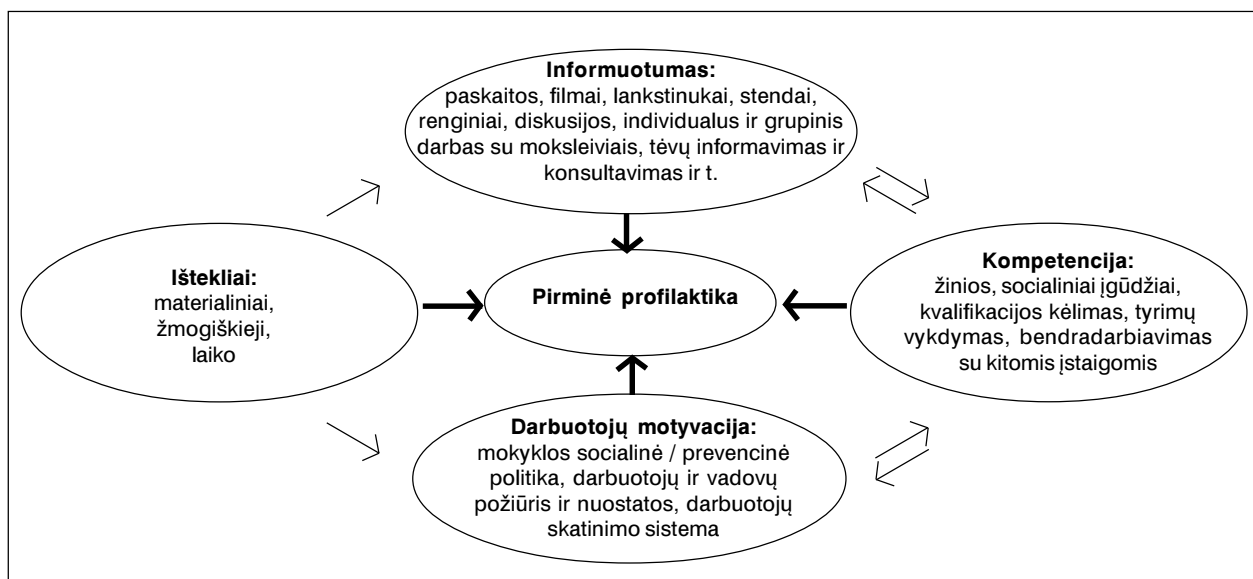 Informuotumas:
paskaitos, filmai, lankstinukai, stendai,
renginiai, diskusijos, individualus ir grupinis
darbas su moksleiviais, tėvų informavimas ir
konsultavimas ir t.
Ištekliai:
materialiniai,
žmogiškieji,
laiko
Pirminė profilaktika
Kompetencija:
žinios, socialiniai įgūdžiai,
kvalifikacijos kėlimas, tyrimų
vykdymas, bendradarbiavimas
su kitomis įstaigomis
Darbuotojų motyvacija:
mokyklos socialinė / prevencinė
politika, darbuotojų ir vadovų
požiūris ir nuostatos, darbuotojų
skatinimo sistema